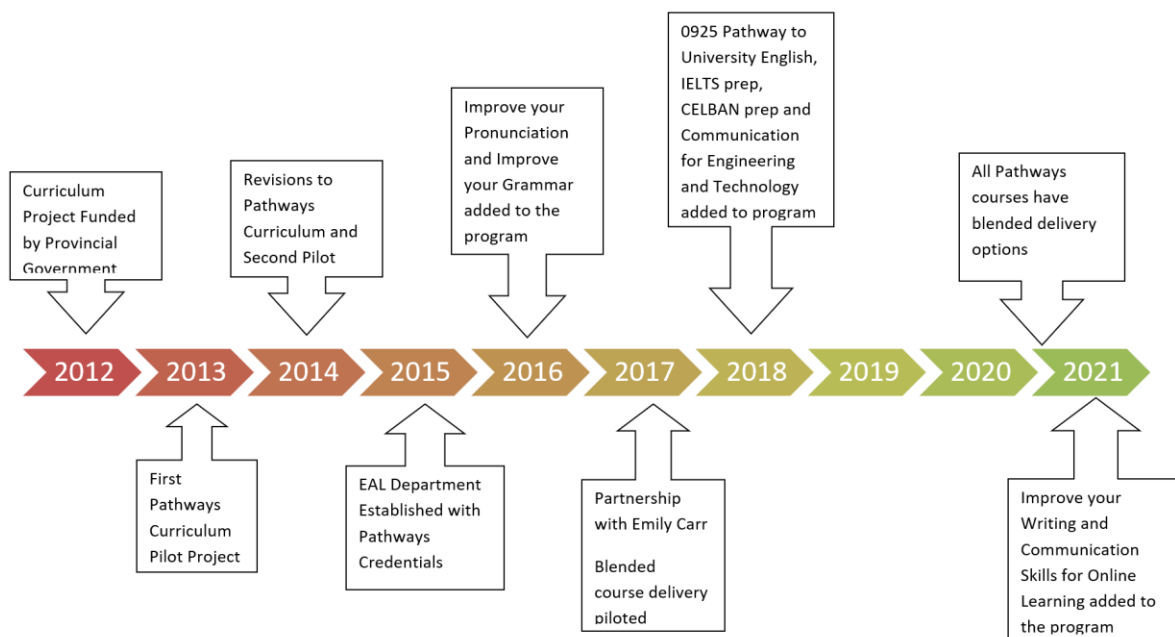 0925 Pathway to
University English,
IELTS prep,
CELBAN prep and
Communication
for Engineering
and Technology
added to program
Improve your
Pronunciation
and Improve
your Grammar
added to the
program
Revisions to
Pathways
Curriculum and
Second Pilot
All Pathways
courses have
blended delivery
options
Curriculum
Project Funded
by Provincial
Government
2012
2013
2014
2015
2016
2017
2018
2019
2020
2021
First
Pathways
Curriculum
Pilot Project
EAL Department
Established with
Pathways
Credentials
Partnership
with Emily Carr
Blended
course delivery
piloted
Improve your
Writing and
Communication
Skills for Online
Learning added to
the program